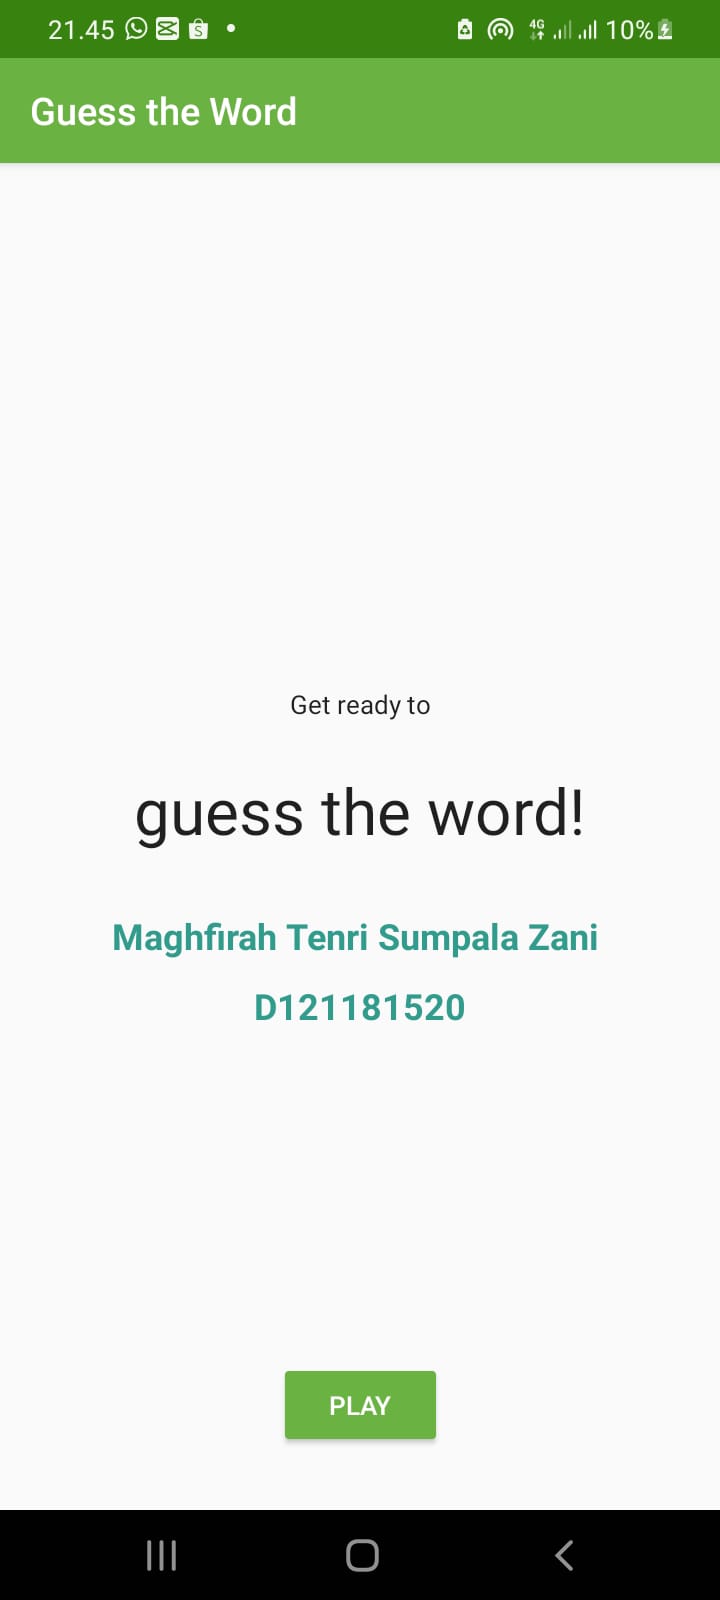 21.45 4G 10%
Guess the Word
Get ready to
guess the word!
Maghfirah Tenri Sumpala Zani
D121181520
PLAY